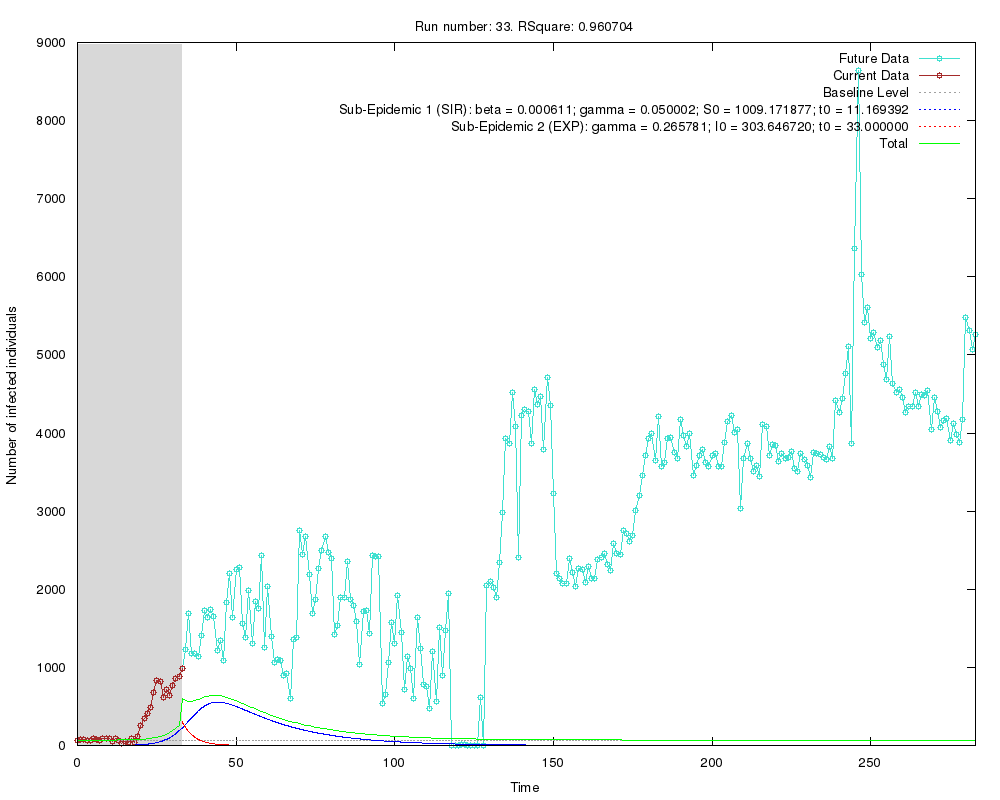 Run number: 33. RSquare: 0.960704
9000
8000
7000
6000
5000
4000
3000
2000
1000
0
Number of infected individuals
Future Data
Current Data
Baseline Level
Sub-Epidemic 1 (SIR): beta = 0.000611; gamma = 0.050002; S0 = 1009.171877; t0 = 11.169392
Sub-Epidemic 2 (EXP): gamma = 0.265781; I0 = 303.646720; t0 = 33.000000
Total
0 50 100 150 200 250
Time